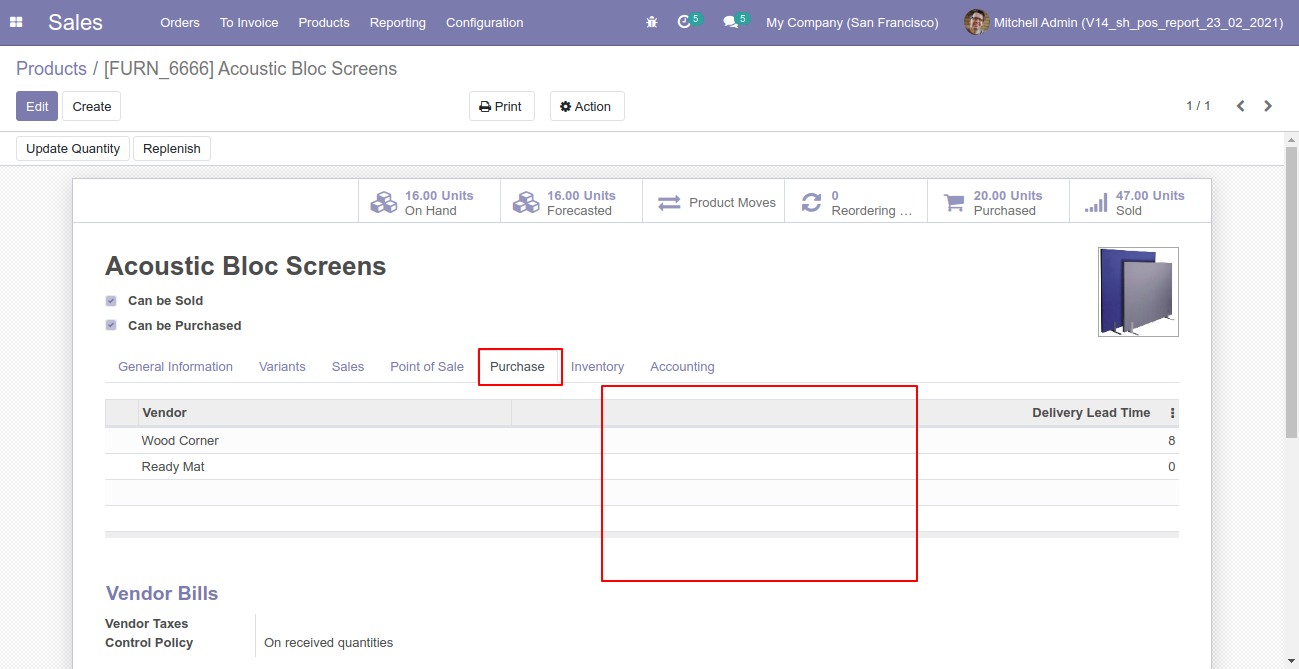 Sales Orders To Invoice Products Reporting Configuration 5 5 My Company (San Francisco) Mitchell Admin (V14_sh_pos_report_23_02_2021)
Products / [FURN_6666] Acoustic Bloc Screens
Edit Create Print Action 1 / 1
Update Quantity Replenish
16.00 Units 16.00 Units Product Moves 0 20.00 Units 47.00 Units
On Hand Forecasted Reordering ... Purchased Sold
Acoustic Bloc Screens
Can be Sold
Can be Purchased
General Information Variants Sales Point of Sale Purchase Inventory Accounting
Vendor Delivery Lead Time
Wood Corner 8
Ready Mat 0
Vendor Bills
Vendor Taxes
Control Policy On received quantities